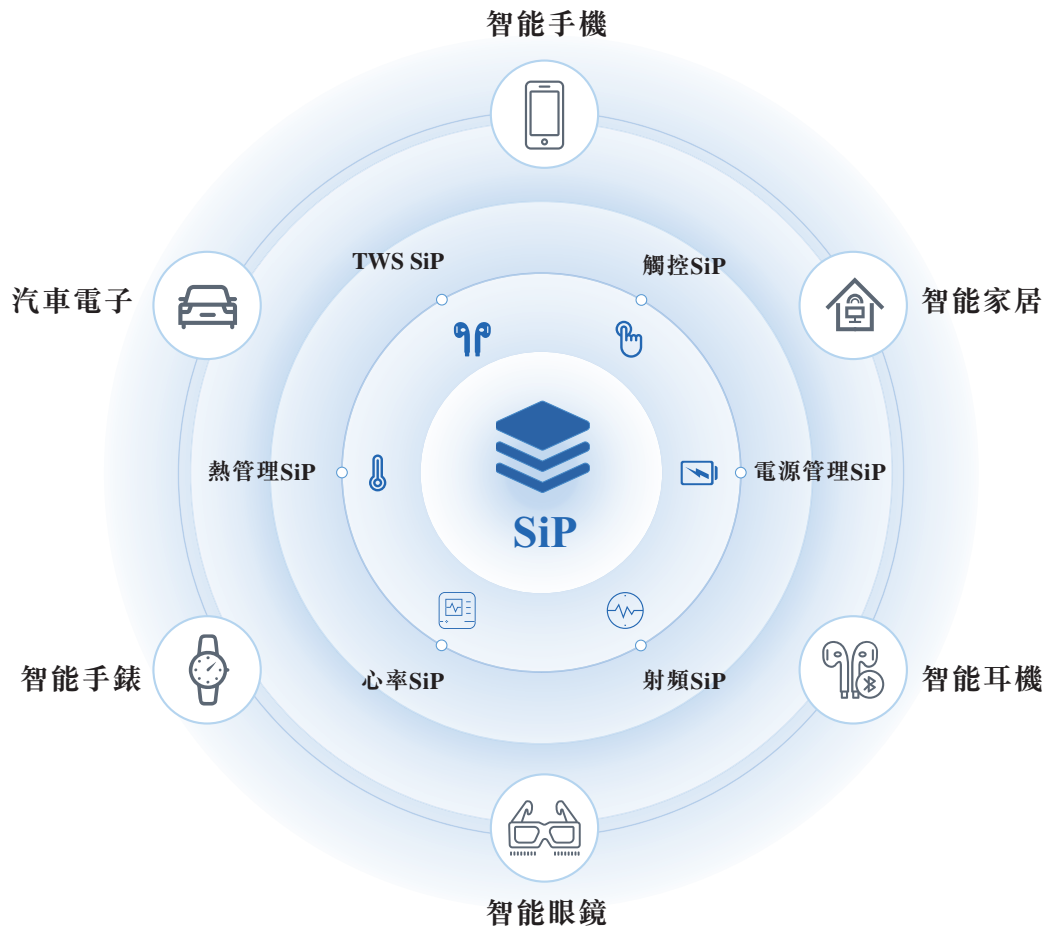 智能手機
TWS SiP
觸控SiP
汽車電子
智能家居
熱管理SiP
電源管理SiP
SiP
智能手錶
心率SiP
射頻SiP
智能耳機
智能眼鏡